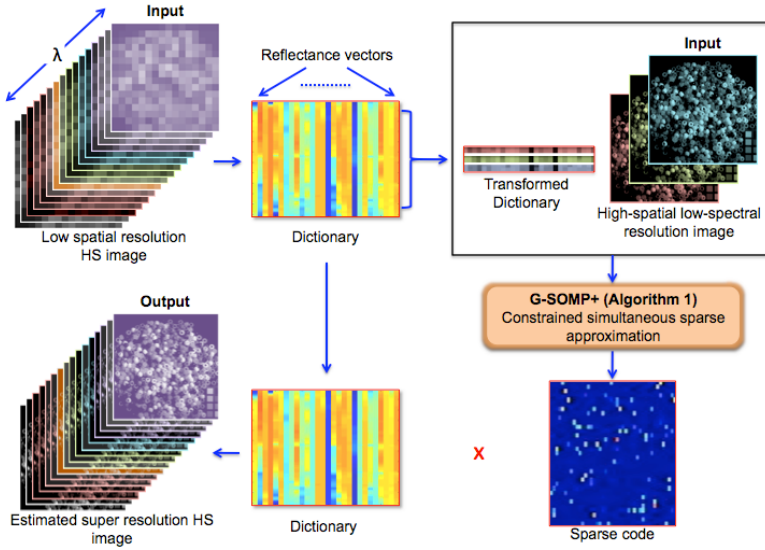 Input
λ
Low spatial resolution
HS image
Reflectance vectors
Dictionary
Input
Transformed
Dictionary
High-spatial low-spectral
resolution image
G-SOMP+ (Algorithm 1)
Constrained simultaneous sparse
approximation
Output
Estimated super resolution HS
image
Dictionary
X
Sparse code